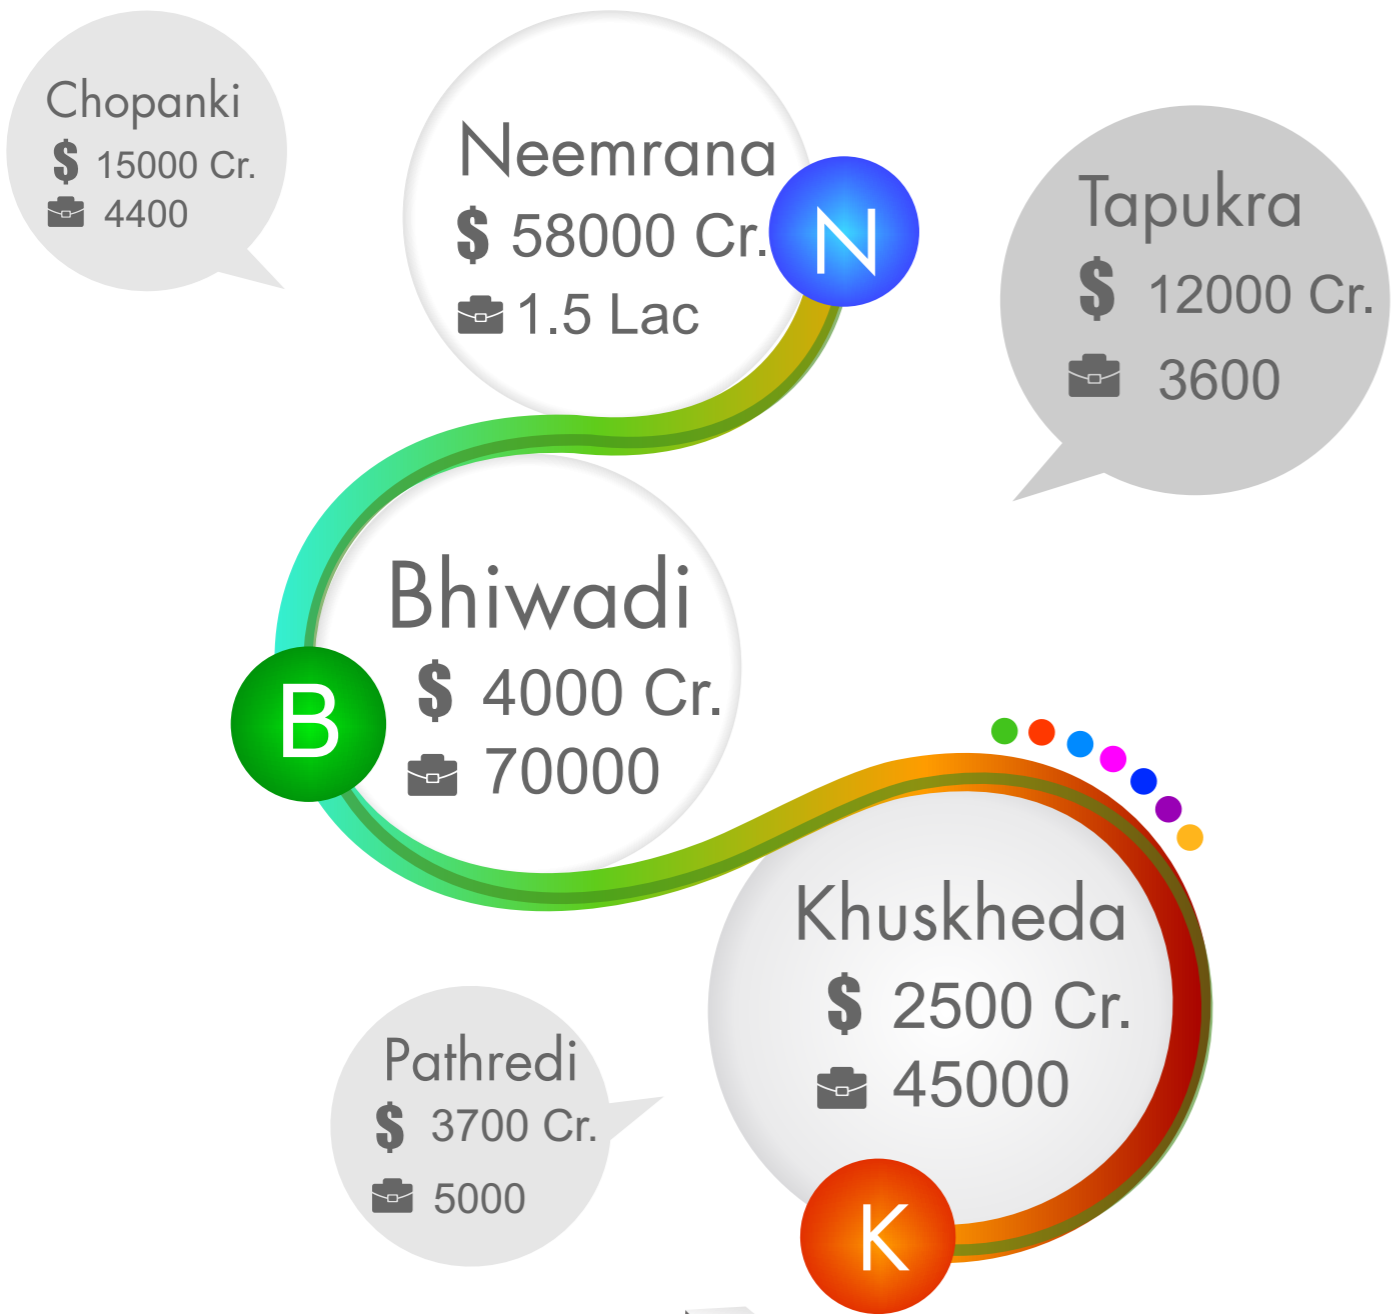 Chopanki
$ 15000 Cr.
4400
Neemrana
$ 58000 Cr.
1.5 Lac
N
Tapukra
$ 12000 Cr.
3600
Bhiwadi
$ 4000 Cr.
70000
B
Khuskheda
$ 2500 Cr.
45000
K
Pathredi
$ 3700 Cr.
5000